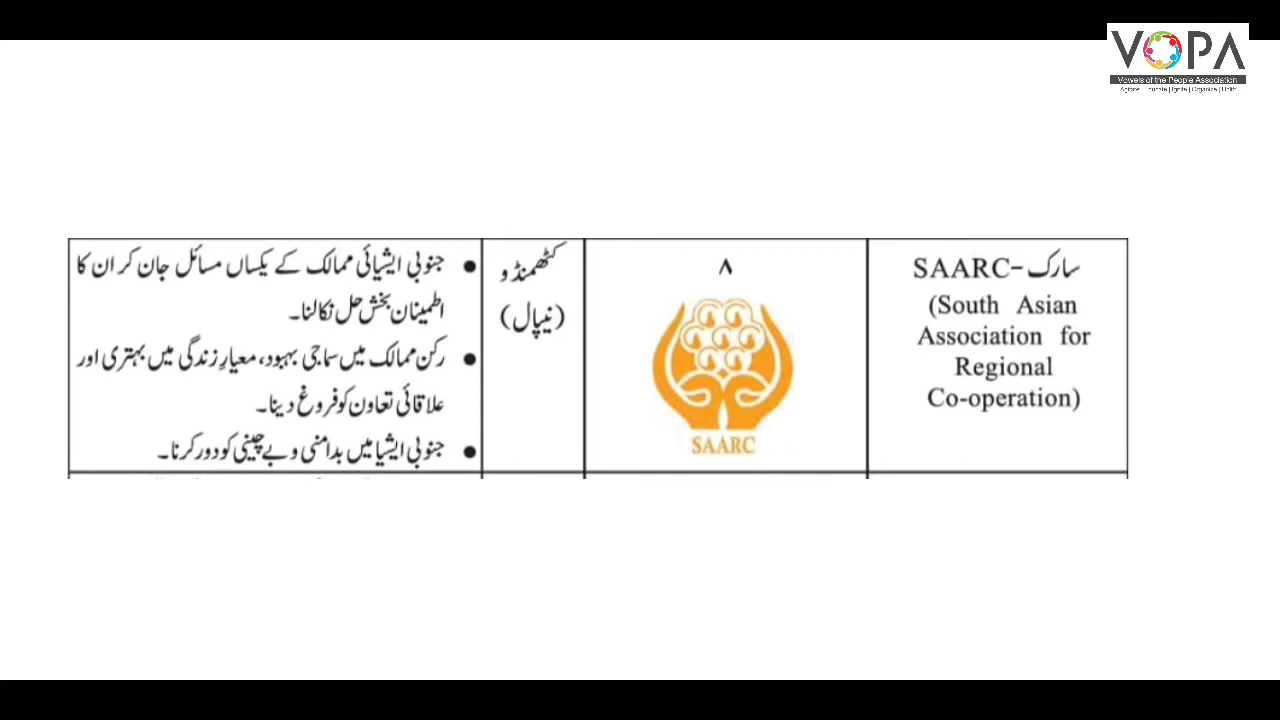 VOPA
Vowels of the People Association
سارک -SAARC
(South Asian
Association for
Regional
Co-operation)
۸
SAARC
کٹھمنڈو
(نیپال)
● جنوبی ایشیائی ممالک کے یکساں مسائل جان کر ان کا
اطمینان بخش حل نکالنا۔
● رکن ممالک میں سماجی بہبود، معیارِ زندگی میں بہتری اور
علاقائی تعاون کو فروغ دینا۔
● جنوبی ایشیا میں بدامنی و بے چینی کو دور کرنا۔